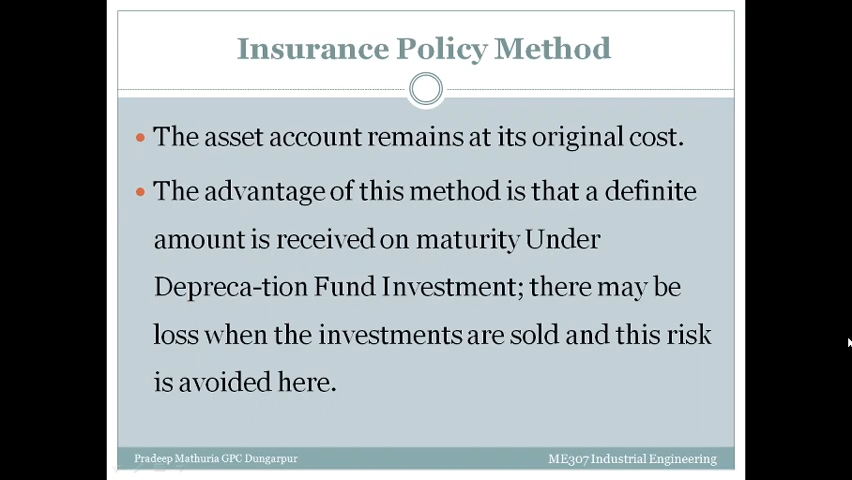 Insurance Policy Method
• The asset account remains at its original cost.
• The advantage of this method is that a definite
amount is received on maturity Under
Depreca-tion Fund Investment; there may be
loss when the investments are sold and this risk
is avoided here.
Pradeep Mathuria GPC Dungarpur
ME307 Industrial Engineering